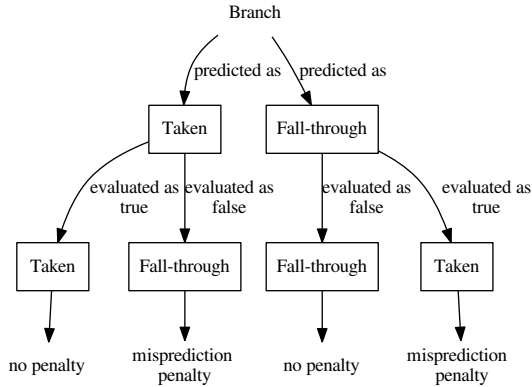 Branch
predicted as
predicted as
Taken
Fall-through
evaluated as
true
evaluated as
false
evaluated as
false
evaluated as
true
Taken
Fall-through
Fall-through
Taken
no penalty
misprediction
penalty
no penalty
misprediction
penalty